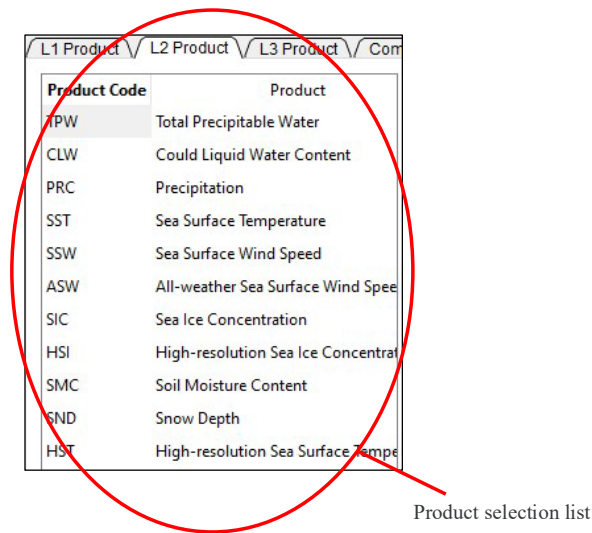 L1 Product L2 Product L3 Product Com
Product Code Product
TPW Total Precipitable Water
CLW Could Liquid Water Content
PRC Precipitation
SST Sea Surface Temperature
SSW Sea Surface Wind Speed
ASW All-weather Sea Surface Wind Spee
SIC Sea Ice Concentration
HSI High-resolution Sea Ice Concentrat
SMC Soil Moisture Content
SND Snow Depth
HST High-resolution Sea Surface Tempe
Product selection list